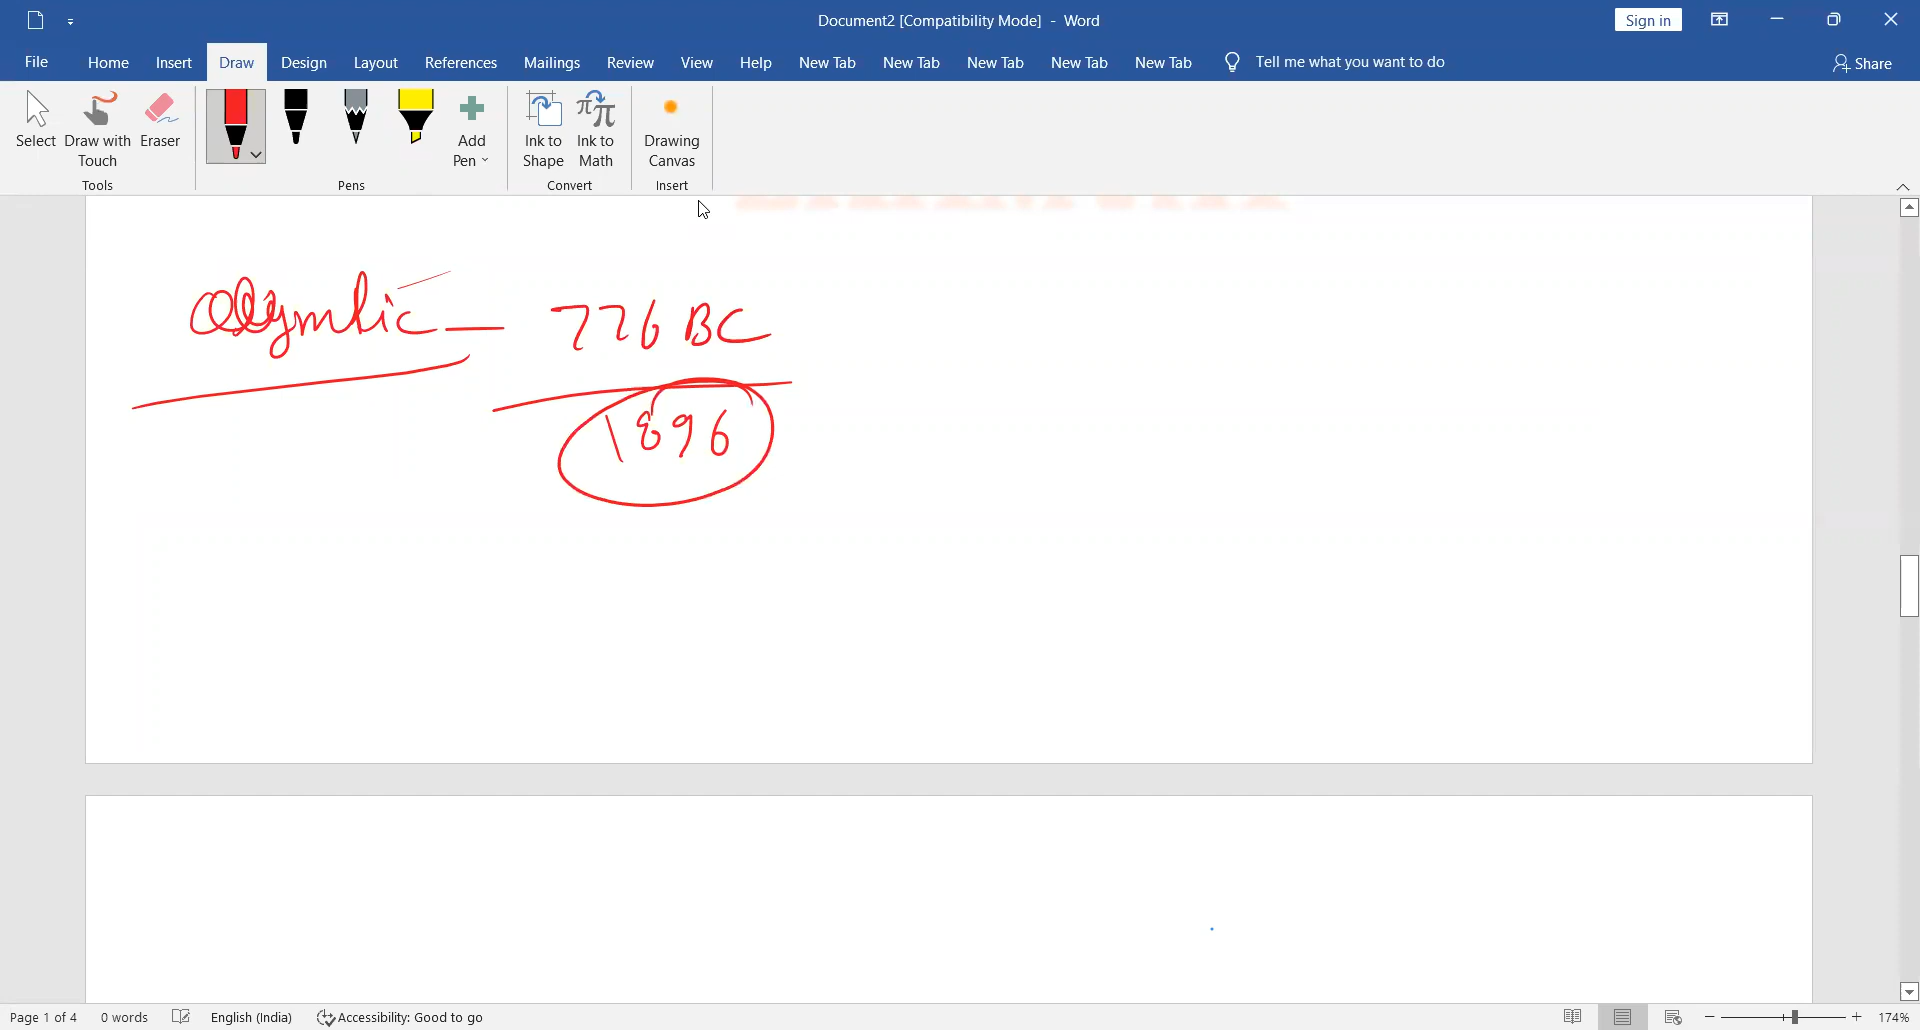 Document2 [Compatibility Mode] - Word
Sign in
File Home Insert Draw Design Layout References Mailings Review View Help New Tab New Tab New Tab New Tab New Tab Tell me what you want to do
Share
Select
Draw with Touch
Eraser
Add Pen
Ink to Shape
Ink to Math
Drawing Canvas
Tools Pens Convert Insert
Olympic — 776 BC
1896
Page 1 of 4 0 words English (India) Accessibility: Good to go 174%